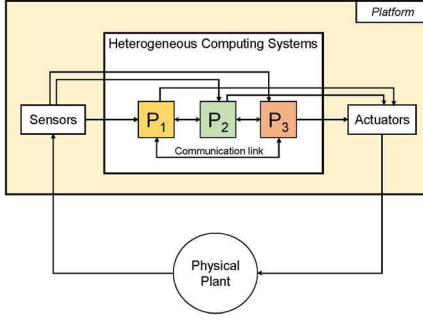 Platform
Heterogeneous Computing Systems
Sensors
P1
P2
P3
Actuators
Communication link
Physical
Plant